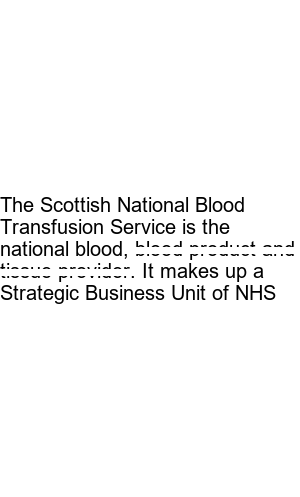 The Scottish National Blood
Transfusion Service is the
national blood, blood product and
tissue provider. It makes up a
Strategic Business Unit of NHS